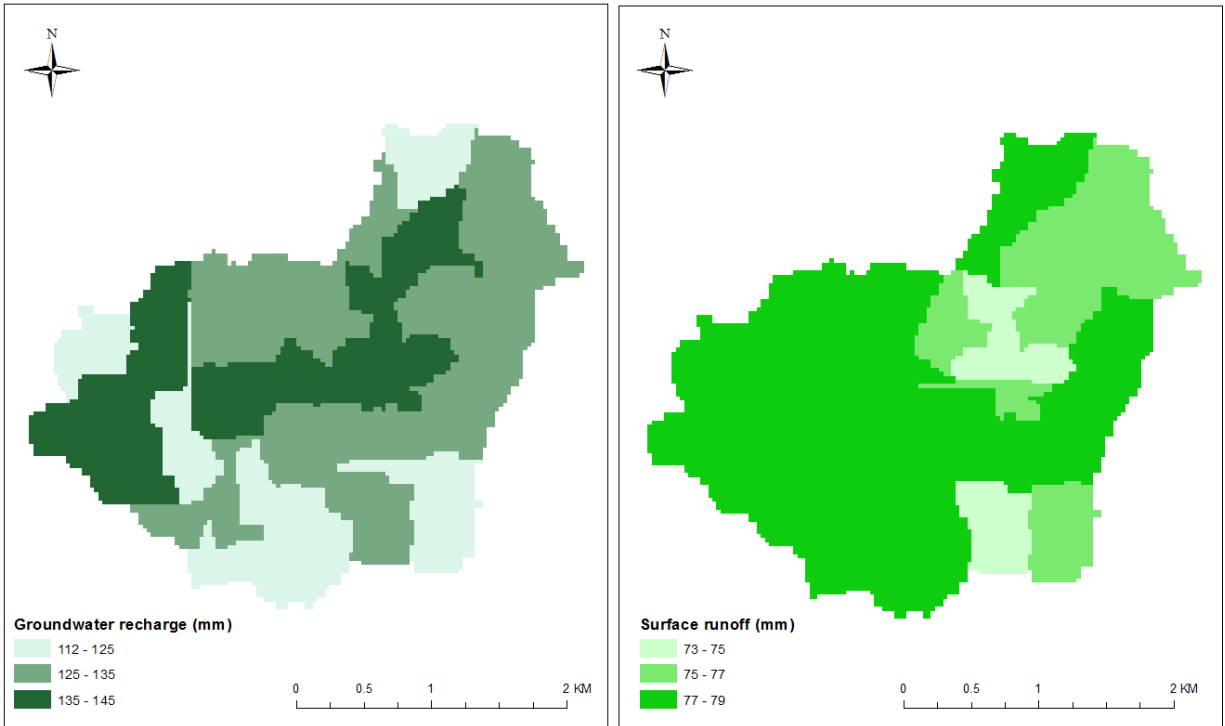 N
Groundwater recharge (mm)
112 - 125
125 - 135
135 - 145
0 0.5 1 2 KM
N
Surface runoff (mm)
73 - 75
75 - 77
77 - 79
0 0.5 1 2 KM